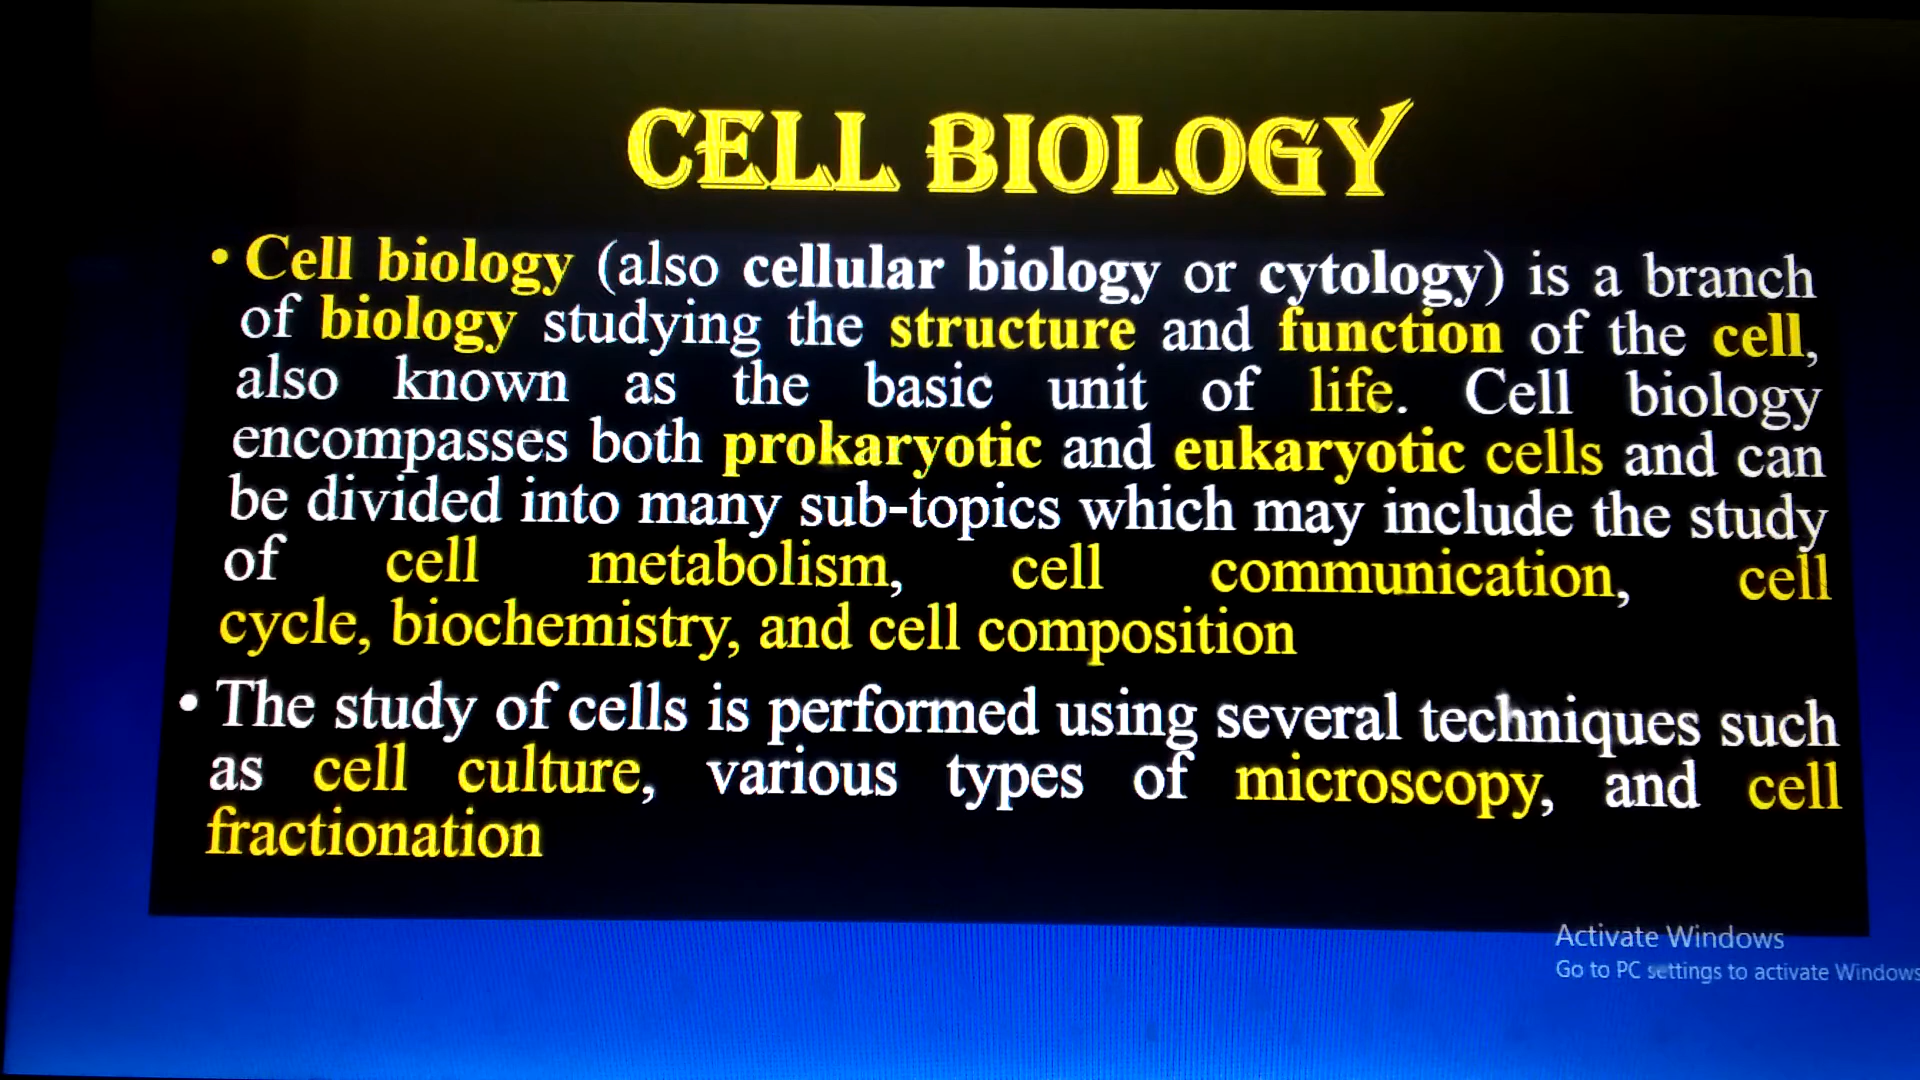 CELL BIOLOGY
• Cell biology (also cellular biology or cytology) is a branch
of biology studying the structure and function of the cell,
also known as the basic unit of life. Cell biology
encompasses both prokaryotic and eukaryotic cells and can
be divided into many sub-topics which may include the study
of cell metabolism, cell communication, cell
cycle, biochemistry, and cell composition
• The study of cells is performed using several techniques such
as cell culture, various types of microscopy, and cell
fractionation
Activate Windows
Go to PC settings to activate Windows